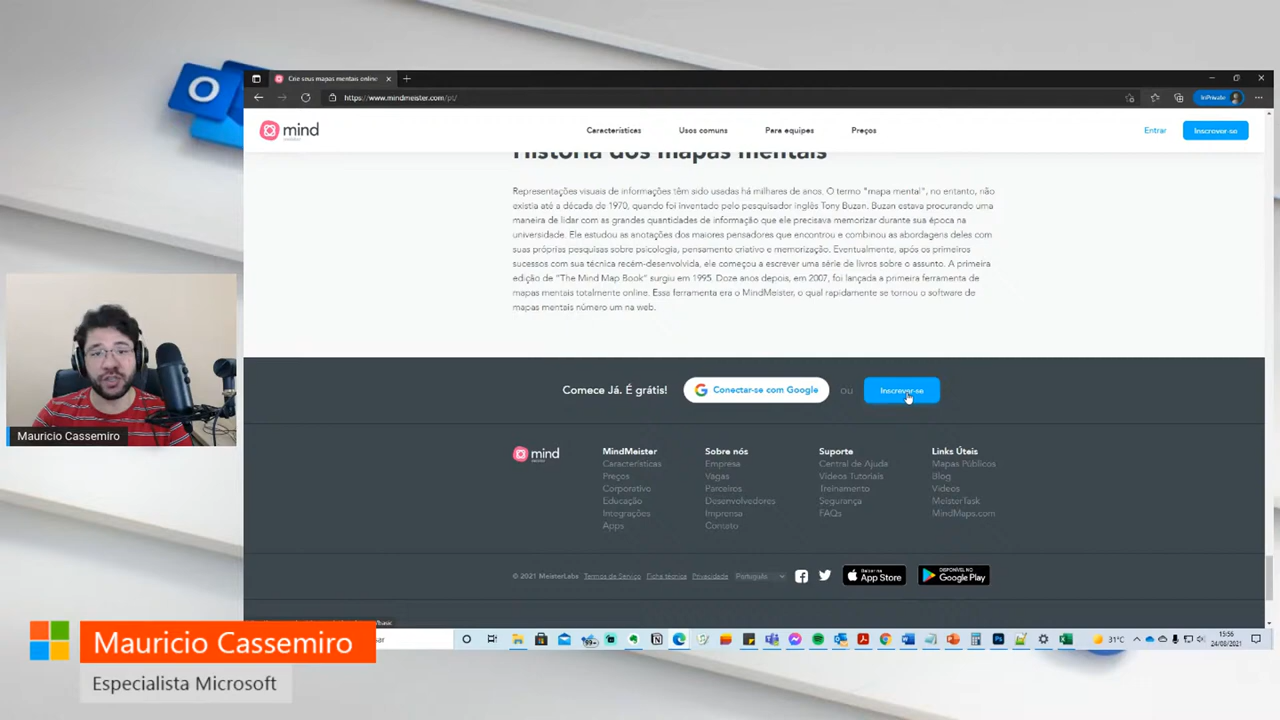 Crie seus mapas mentais online
https://www.mindmeister.com/pt/
InPrivate
mind
Características
Usos comuns
Para equipes
Preços
Entrar
Inscrever-se
História dos mapas mentais
Representações visuais de informações têm sido usadas há milhares de anos. O termo "mapa mental", no entanto, não
existia até a década de 1970, quando foi inventado pelo pesquisador inglês Tony Buzan. Buzan estava procurando uma
maneira de lidar com as grandes quantidades de informação que ele precisava memorizar durante sua época na
universidade. Ele estudou as anotações dos maiores pensadores que encontrou e combinou as abordagens deles com
suas próprias pesquisas sobre psicologia, pensamento criativo e memorização. Eventualmente, após os primeiros
sucessos com sua técnica recém-desenvolvida, ele começou a escrever uma série de livros sobre o assunto. A primeira
edição de "The Mind Map Book" surgiu em 1995. Doze anos depois, em 2007, foi lançada a primeira ferramenta de
mapas mentais totalmente online. Essa ferramenta era o MindMeister, o qual rapidamente se tornou o software de
mapas mentais número um na web.
Comece Já. É grátis!
Conectar-se com Google
ou
Inscrever-se
mind
MindMeister
Características
Preços
Corporativo
Educação
Integrações
Apps
Sobre nós
Empresa
Vagas
Parceiros
Desenvolvedores
Imprensa
Contato
Suporte
Central de Ajuda
Vídeos Tutoriais
Treinamento
Segurança
FAQs
Links Úteis
Mapas Públicos
Blog
Vídeos
MeisterTask
MindMaps.com
© 2021 MeisterLabs
Termos de Serviço
Ficha técnica
Privacidade
Português
App Store
DISPONÍVEL NO
Google Play
31°C
15:56
24/08/2021
Mauricio Cassemiro
Mauricio Cassemiro
Especialista Microsoft